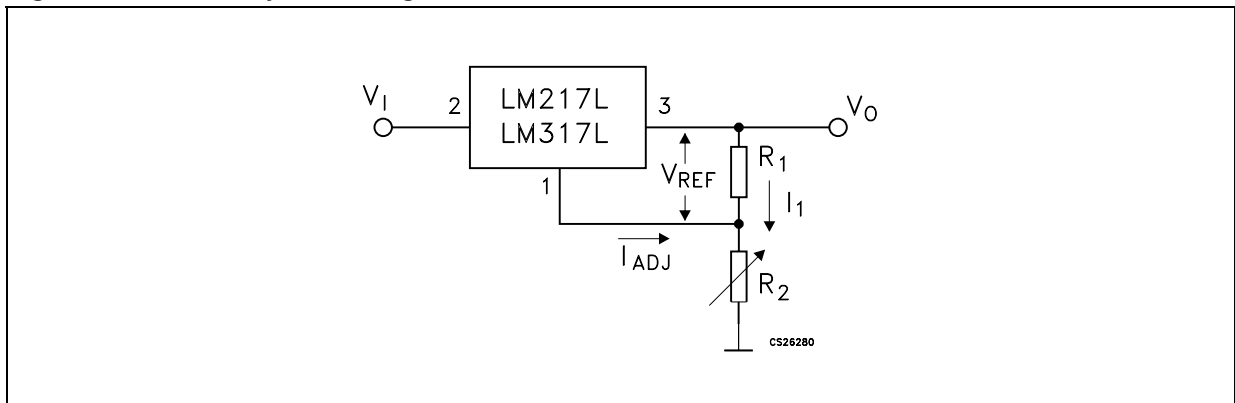 V_I
2
LM217L
LM317L
3
V_O
1
V_REF
R_1
I_1
I_ADJ
R_2
CS26280